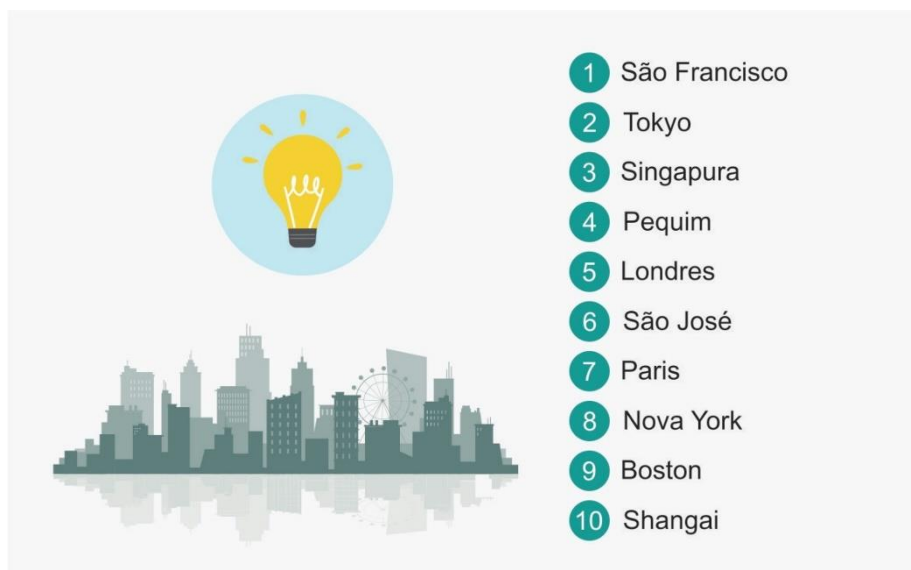 1 São Francisco
2 Tokyo
3 Singapura
4 Pequim
5 Londres
6 São José
7 Paris
8 Nova York
9 Boston
10 Shangai